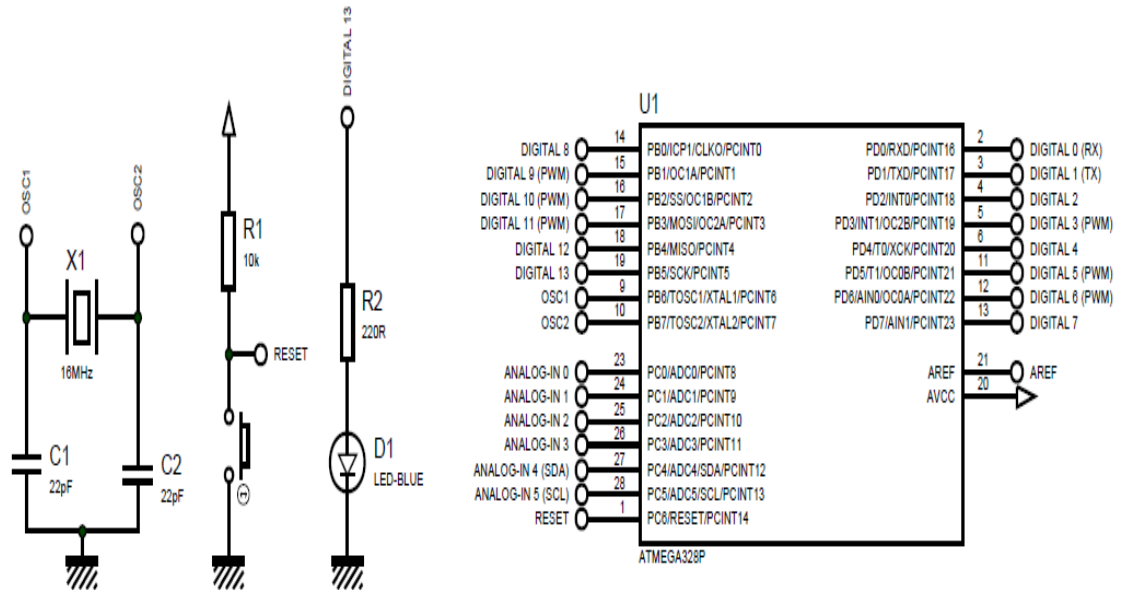 OSC1
OSC2
X1
16MHz
C1
22pF
C2
22pF
R1
10k
RESET
DIGITAL 13
R2
220R
D1
LED-BLUE
U1
DIGITAL 8 14 PB0/ICP1/CLKO/PCINT0 PD0/RXD/PCINT16 2 DIGITAL 0 (RX)
DIGITAL 9 (PWM) 15 PB1/OC1A/PCINT1 PD1/TXD/PCINT17 3 DIGITAL 1 (TX)
DIGITAL 10 (PWM) 16 PB2/SS/OC1B/PCINT2 PD2/INT0/PCINT18 4 DIGITAL 2
DIGITAL 11 (PWM) 17 PB3/MOSI/OC2A/PCINT3 PD3/INT1/OC2B/PCINT19 5 DIGITAL 3 (PWM)
DIGITAL 12 18 PB4/MISO/PCINT4 PD4/T0/XCK/PCINT20 6 DIGITAL 4
DIGITAL 13 19 PB5/SCK/PCINT5 PD5/T1/OC0B/PCINT21 11 DIGITAL 5 (PWM)
OSC1 9 PB6/TOSC1/XTAL1/PCINT6 PD6/AIN0/OC0A/PCINT22 12 DIGITAL 6 (PWM)
OSC2 10 PB7/TOSC2/XTAL2/PCINT7 PD7/AIN1/PCINT23 13 DIGITAL 7
ANALOG-IN 0 23 PC0/ADC0/PCINT8 AREF 21 AREF
ANALOG-IN 1 24 PC1/ADC1/PCINT9 AVCC 20
ANALOG-IN 2 25 PC2/ADC2/PCINT10
ANALOG-IN 3 26 PC3/ADC3/PCINT11
ANALOG-IN 4 (SDA) 27 PC4/ADC4/SDA/PCINT12
ANALOG-IN 5 (SCL) 28 PC5/ADC5/SCL/PCINT13
RESET 1 PC6/RESET/PCINT14
ATMEGA328P